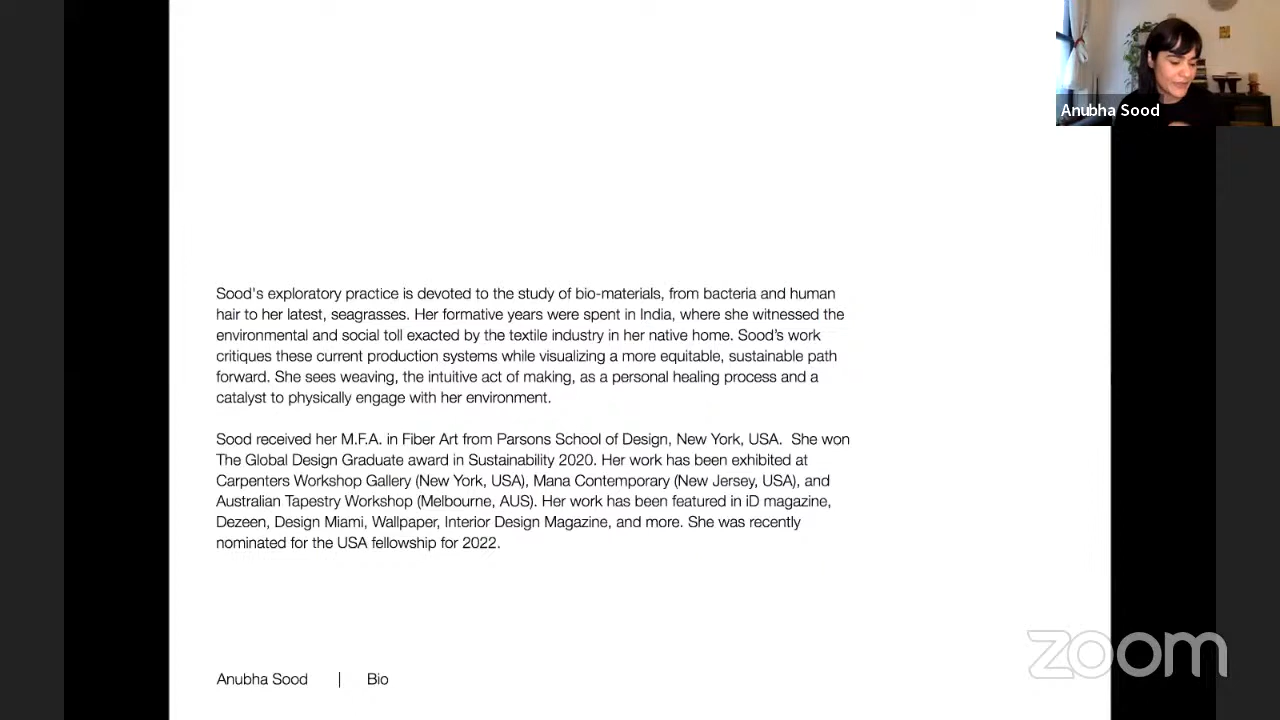 Anubha Sood
Sood's exploratory practice is devoted to the study of bio-materials, from bacteria and human
hair to her latest, seagrasses. Her formative years were spent in India, where she witnessed the
environmental and social toll exacted by the textile industry in her native home. Sood’s work
critiques these current production systems while visualizing a more equitable, sustainable path
forward. She sees weaving, the intuitive act of making, as a personal healing process and a
catalyst to physically engage with her environment.
Sood received her M.F.A. in Fiber Art from Parsons School of Design, New York, USA.  She won
The Global Design Graduate award in Sustainability 2020. Her work has been exhibited at
Carpenters Workshop Gallery (New York, USA), Mana Contemporary (New Jersey, USA), and
Australian Tapestry Workshop (Melbourne, AUS). Her work has been featured in iD magazine,
Dezeen, Design Miami, Wallpaper, Interior Design Magazine, and more. She was recently
nominated for the USA fellowship for 2022.
zoom
Anubha Sood | Bio